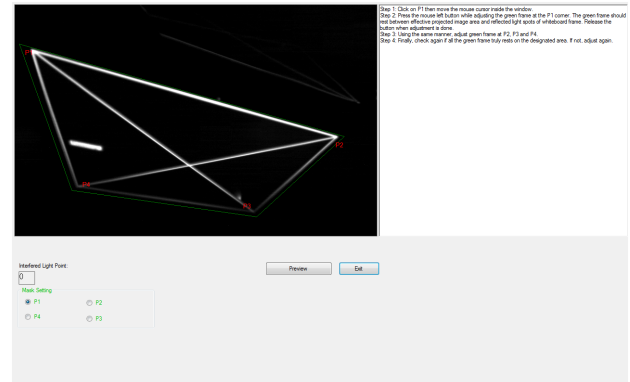 Step 1: Click on P1 then move the mouse cursor inside the window.
Step 2: Press the mouse left button while adjusting the green frame at the P1 corner. The green frame should
rest between effective projected image area and reflected light spots of whiteboard frame. Release the
button when adjustment is done.
Step 3: Using the same manner, adjust green frame at P2, P3 and P4.
Step 4: Finally, check again if all the green frame truly rests on the designated area. If not, adjust again.
P1
P2
P4
P3
Interfered Light Point:
0
Preview
Exit
Mask Setting
P1
P2
P4
P3